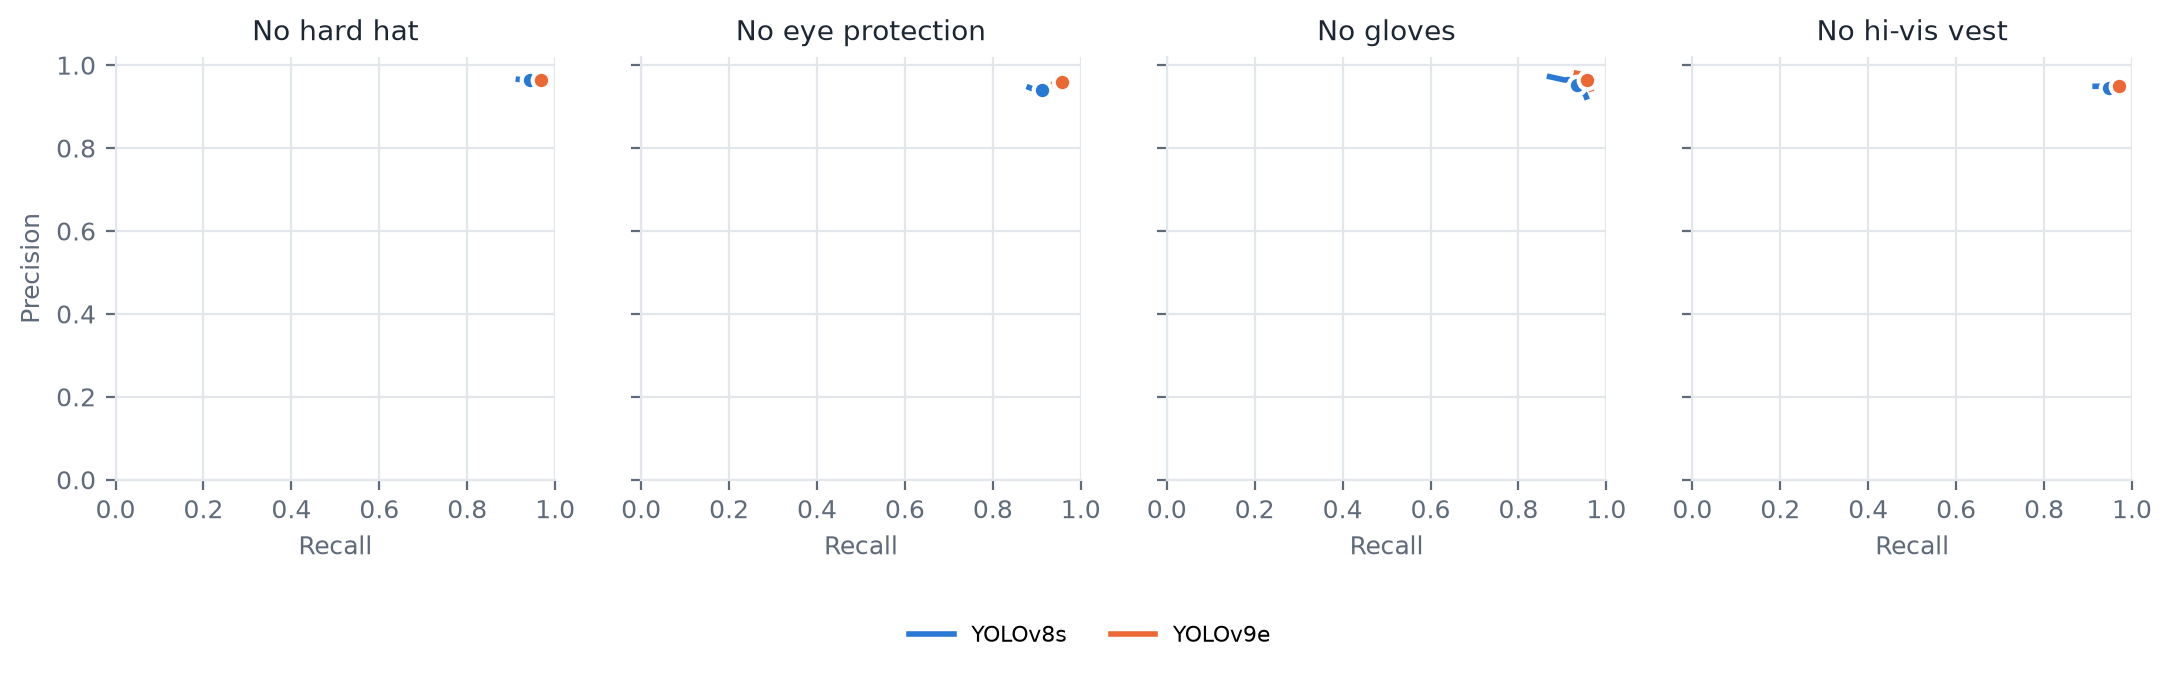 No hard hat
No eye protection
No gloves
No hi-vis vest
Precision
1.0
0.8
0.6
0.4
0.2
0.0
0.0 0.2 0.4 0.6 0.8 1.0
0.0 0.2 0.4 0.6 0.8 1.0
0.0 0.2 0.4 0.6 0.8 1.0
0.0 0.2 0.4 0.6 0.8 1.0
Recall
Recall
Recall
Recall
YOLOv8s
YOLOv9e